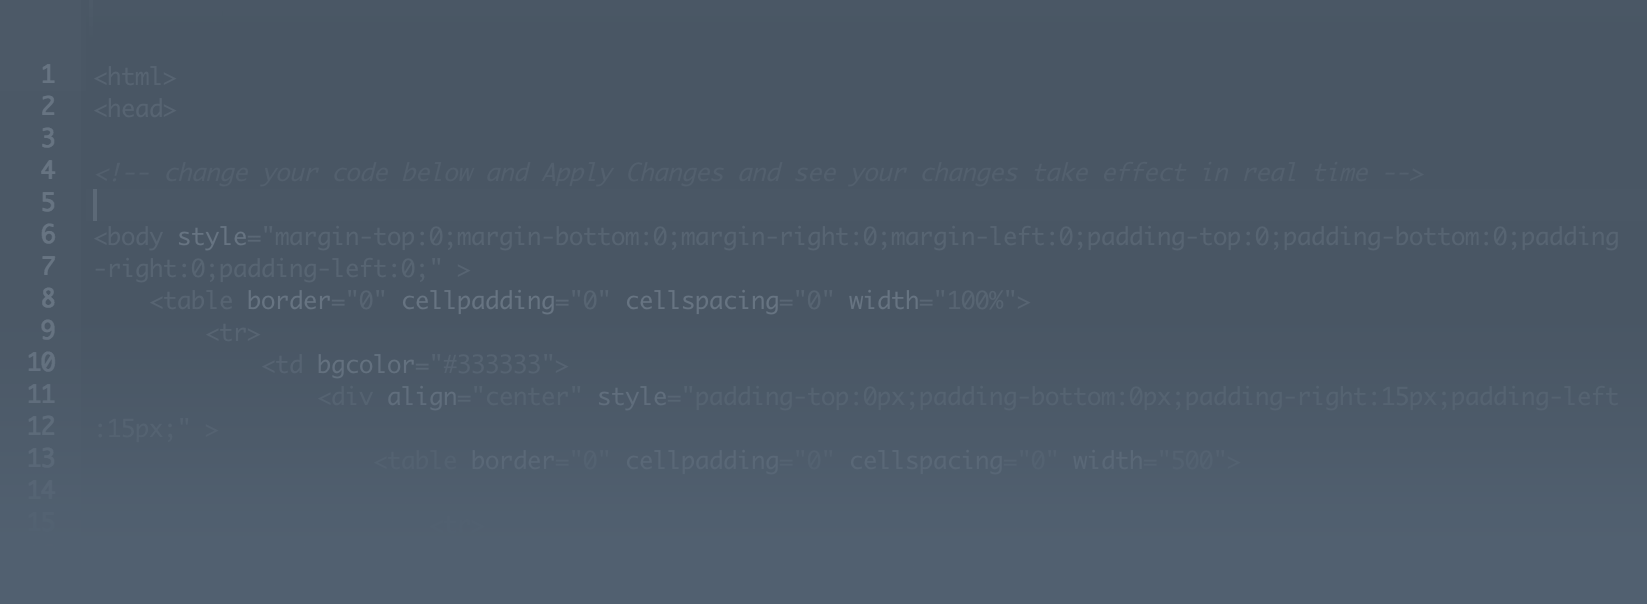 1 <html>
2 <head>
3
4 <!-- change your code below and Apply Changes and see your changes take effect in real time -->
5
6 <body style="margin-top:0;margin-bottom:0;margin-right:0;margin-left:0;padding-top:0;padding-bottom:0;padding
7 -right:0;padding-left:0;" >
8 <table border="0" cellpadding="0" cellspacing="0" width="100%">
9 <tr>
10 <td bgcolor="#333333">
11 <div align="center" style="padding-top:0px;padding-bottom:0px;padding-right:15px;padding-left
12 :15px;" >
13 <table border="0" cellpadding="0" cellspacing="0" width="500">
14
15